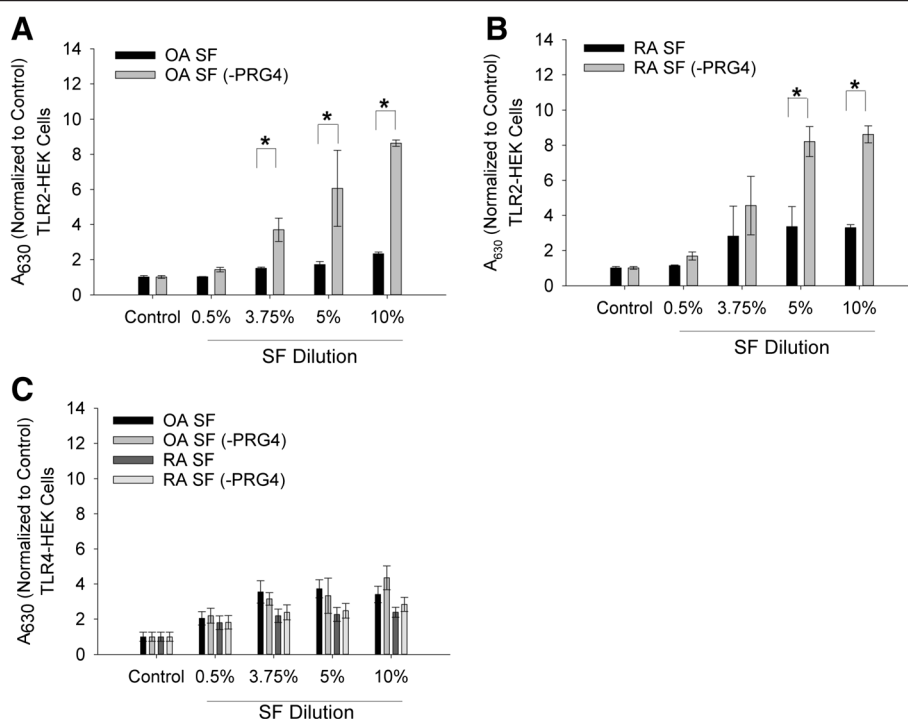 A
OA SF
OA SF (-PRG4)
A630 (Normalized to Control)
TLR2-HEK Cells
14
12
10
8
6
4
2
0
*
*
*
Control 0.5% 3.75% 5% 10%
SF Dilution
B
RA SF
RA SF (-PRG4)
A630 (Normalized to Control)
TLR2-HEK Cells
14
12
10
8
6
4
2
0
*
*
Control 0.5% 3.75% 5% 10%
SF Dilution
C
OA SF
OA SF (-PRG4)
RA SF
RA SF (-PRG4)
A630 (Normalized to Control)
TLR4-HEK Cells
14
12
10
8
6
4
2
0
Control 0.5% 3.75% 5% 10%
SF Dilution